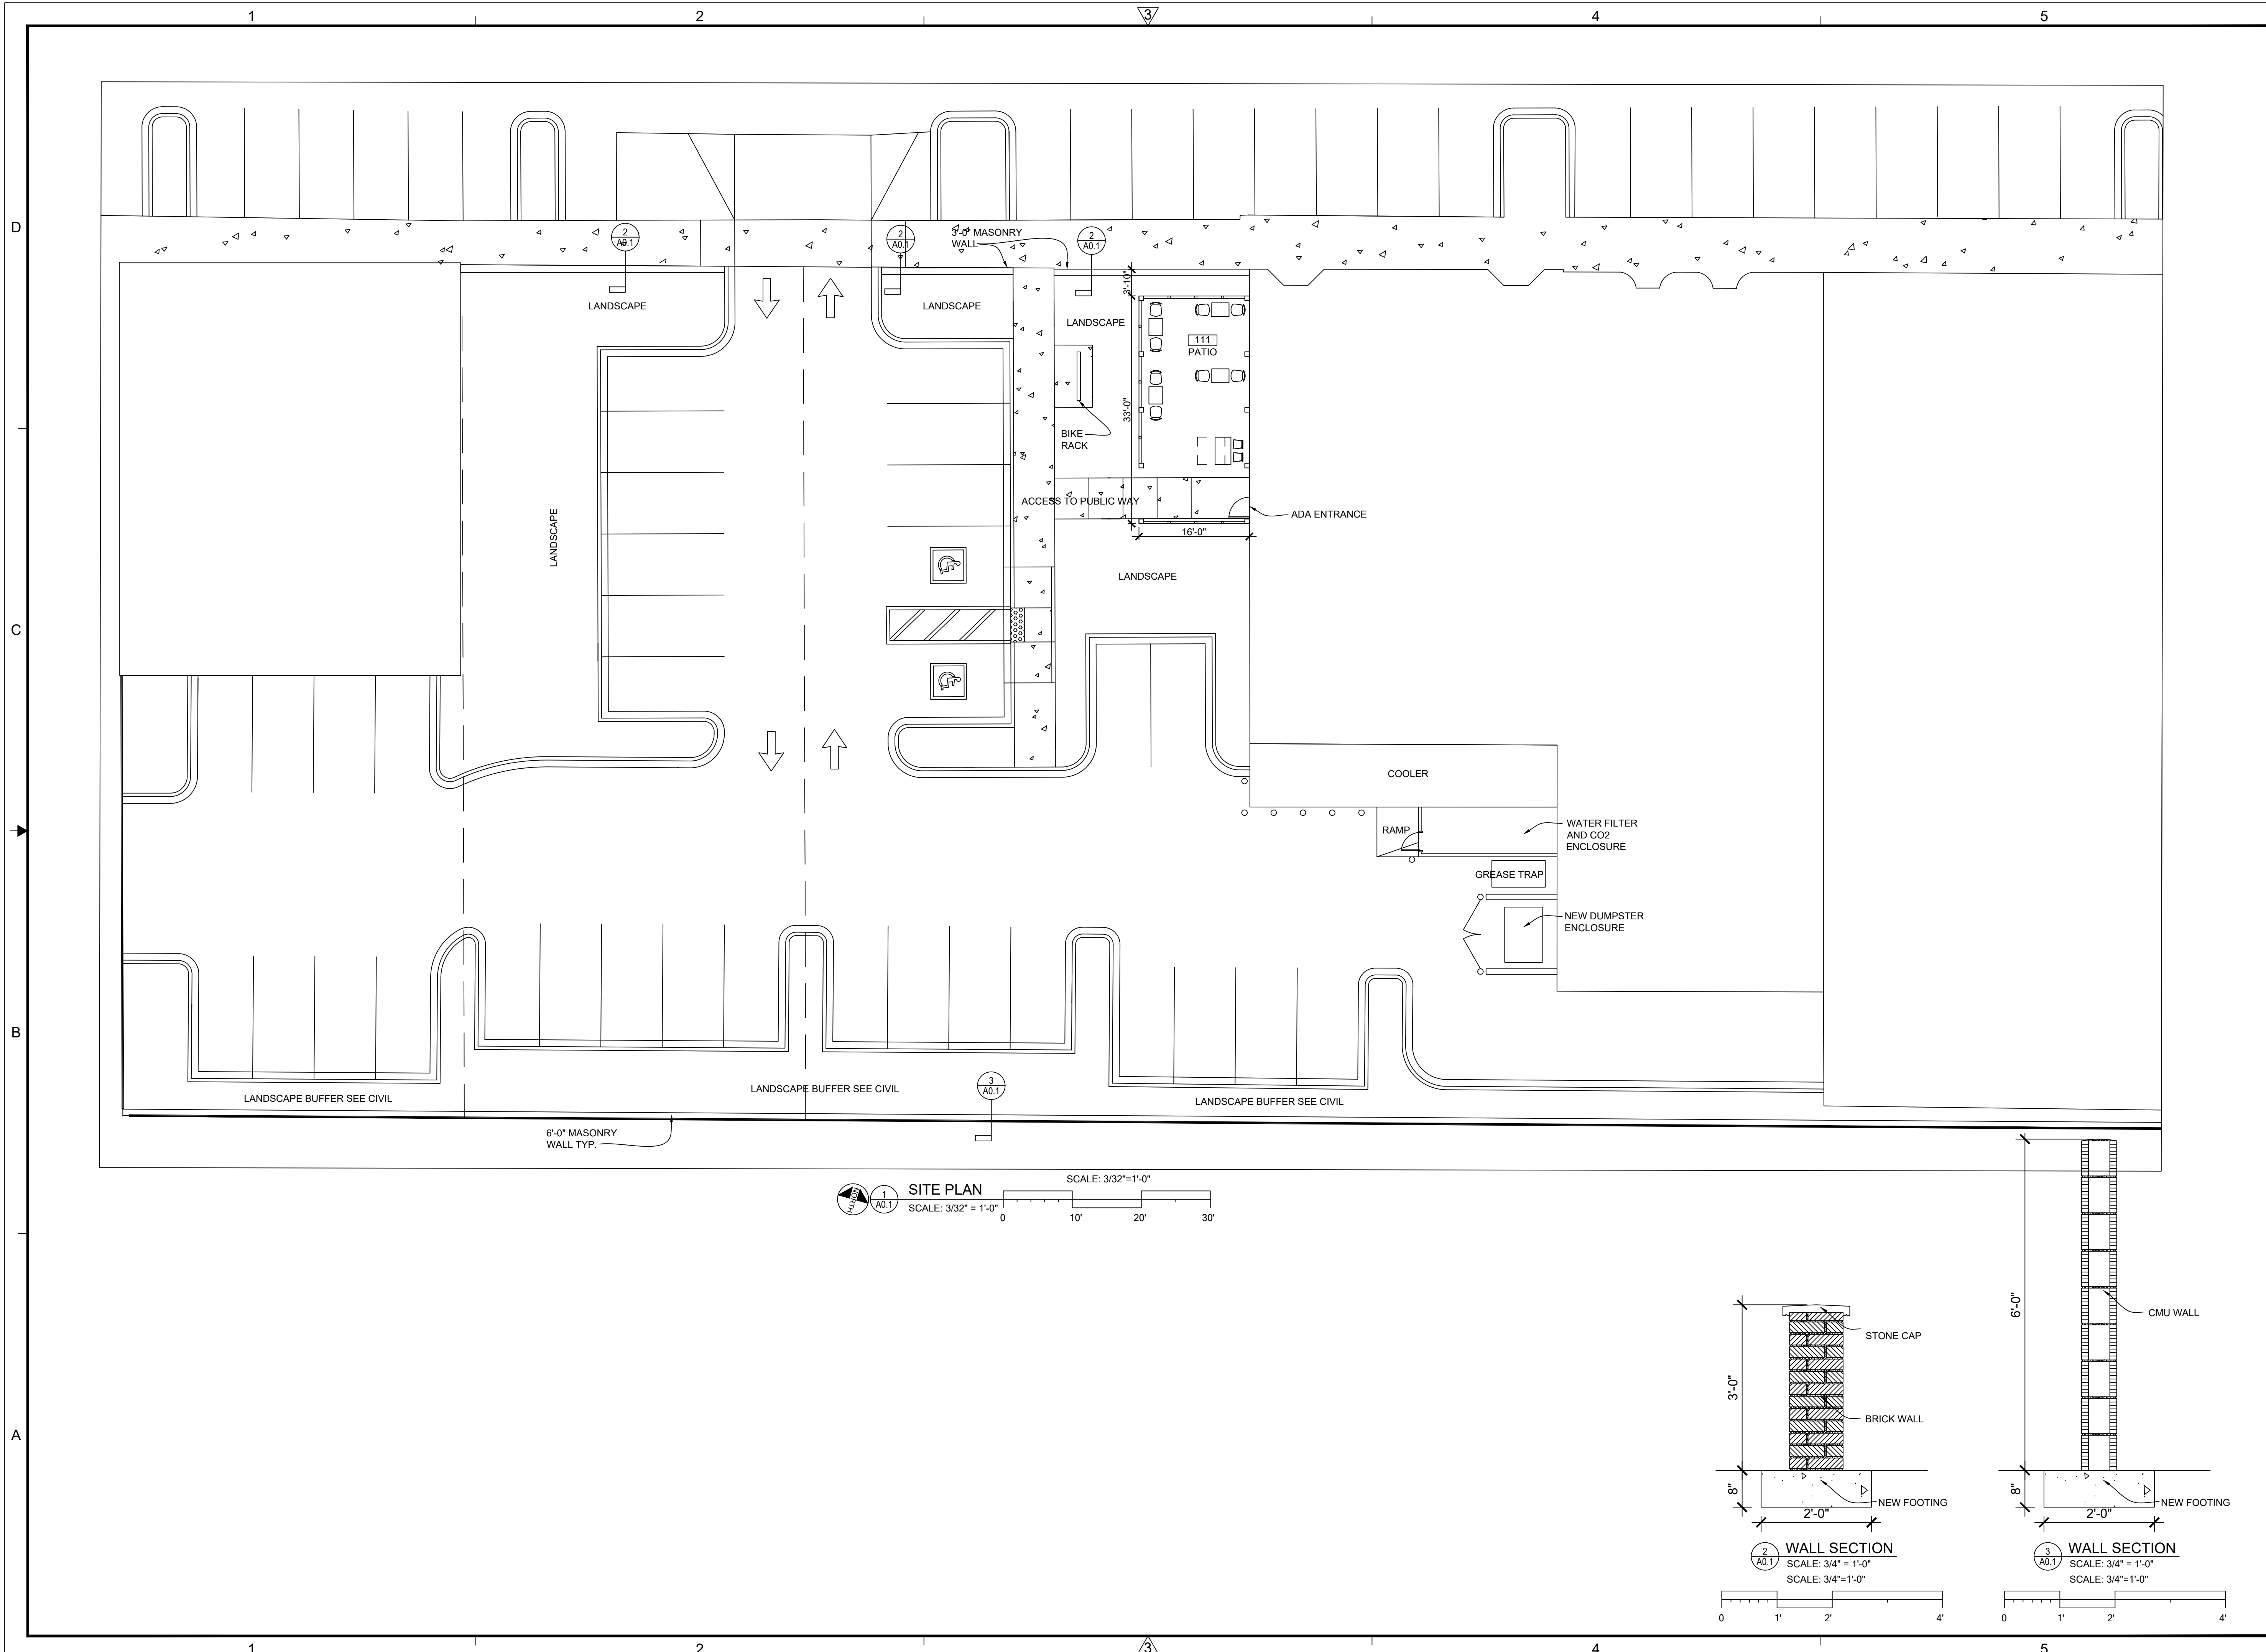 1
2
3
4
5
D
C
B
A
2
A0.1
2
A0.1
3'-0" MASONRY
WALL
2
A0.1
LANDSCAPE
LANDSCAPE
LANDSCAPE
3'-10"
111
PATIO
33'-0"
BIKE
RACK
ACCESS TO PUBLIC WAY
ADA ENTRANCE
16'-0"
LANDSCAPE
LANDSCAPE
COOLER
RAMP
WATER FILTER
AND CO2
ENCLOSURE
GREASE TRAP
NEW DUMPSTER
ENCLOSURE
LANDSCAPE BUFFER SEE CIVIL
LANDSCAPE BUFFER SEE CIVIL
3
A0.1
LANDSCAPE BUFFER SEE CIVIL
6'-0" MASONRY
WALL TYP.
NORTH
1
A0.1
SITE PLAN
SCALE: 3/32" = 1'-0"
SCALE: 3/32"=1'-0"
0 10' 20' 30'
3'-0"
8"
STONE CAP
BRICK WALL
NEW FOOTING
2'-0"
2
A0.1
WALL SECTION
SCALE: 3/4" = 1'-0"
SCALE: 3/4"=1'-0"
0 1' 2' 4'
6'-0"
8"
CMU WALL
NEW FOOTING
2'-0"
3
A0.1
WALL SECTION
SCALE: 3/4" = 1'-0"
SCALE: 3/4"=1'-0"
0 1' 2' 4'
1
2
3
4
5